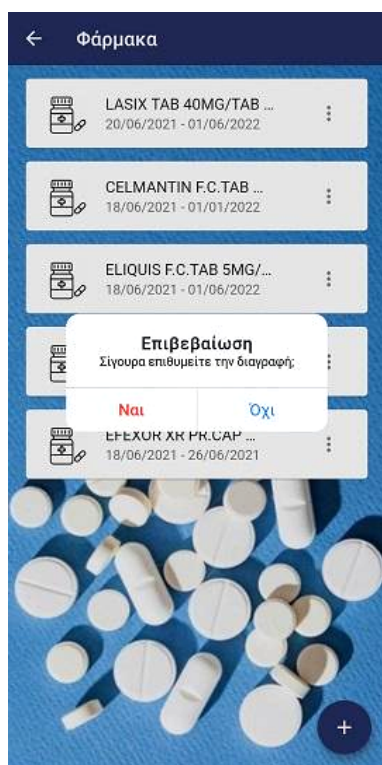 Φάρμακα
LASIX TAB 40MG/TAB ...
20/06/2021 - 01/06/2022
CELMANTIN F.C.TAB ...
18/06/2021 - 01/01/2022
ELIQUIS F.C.TAB 5MG/...
18/06/2021 - 01/06/2022
Επιβεβαίωση
Σίγουρα επιθυμείτε την διαγραφή;
Ναι Όχι
EFEXOR XR PR.CAP ...
18/06/2021 - 26/06/2021